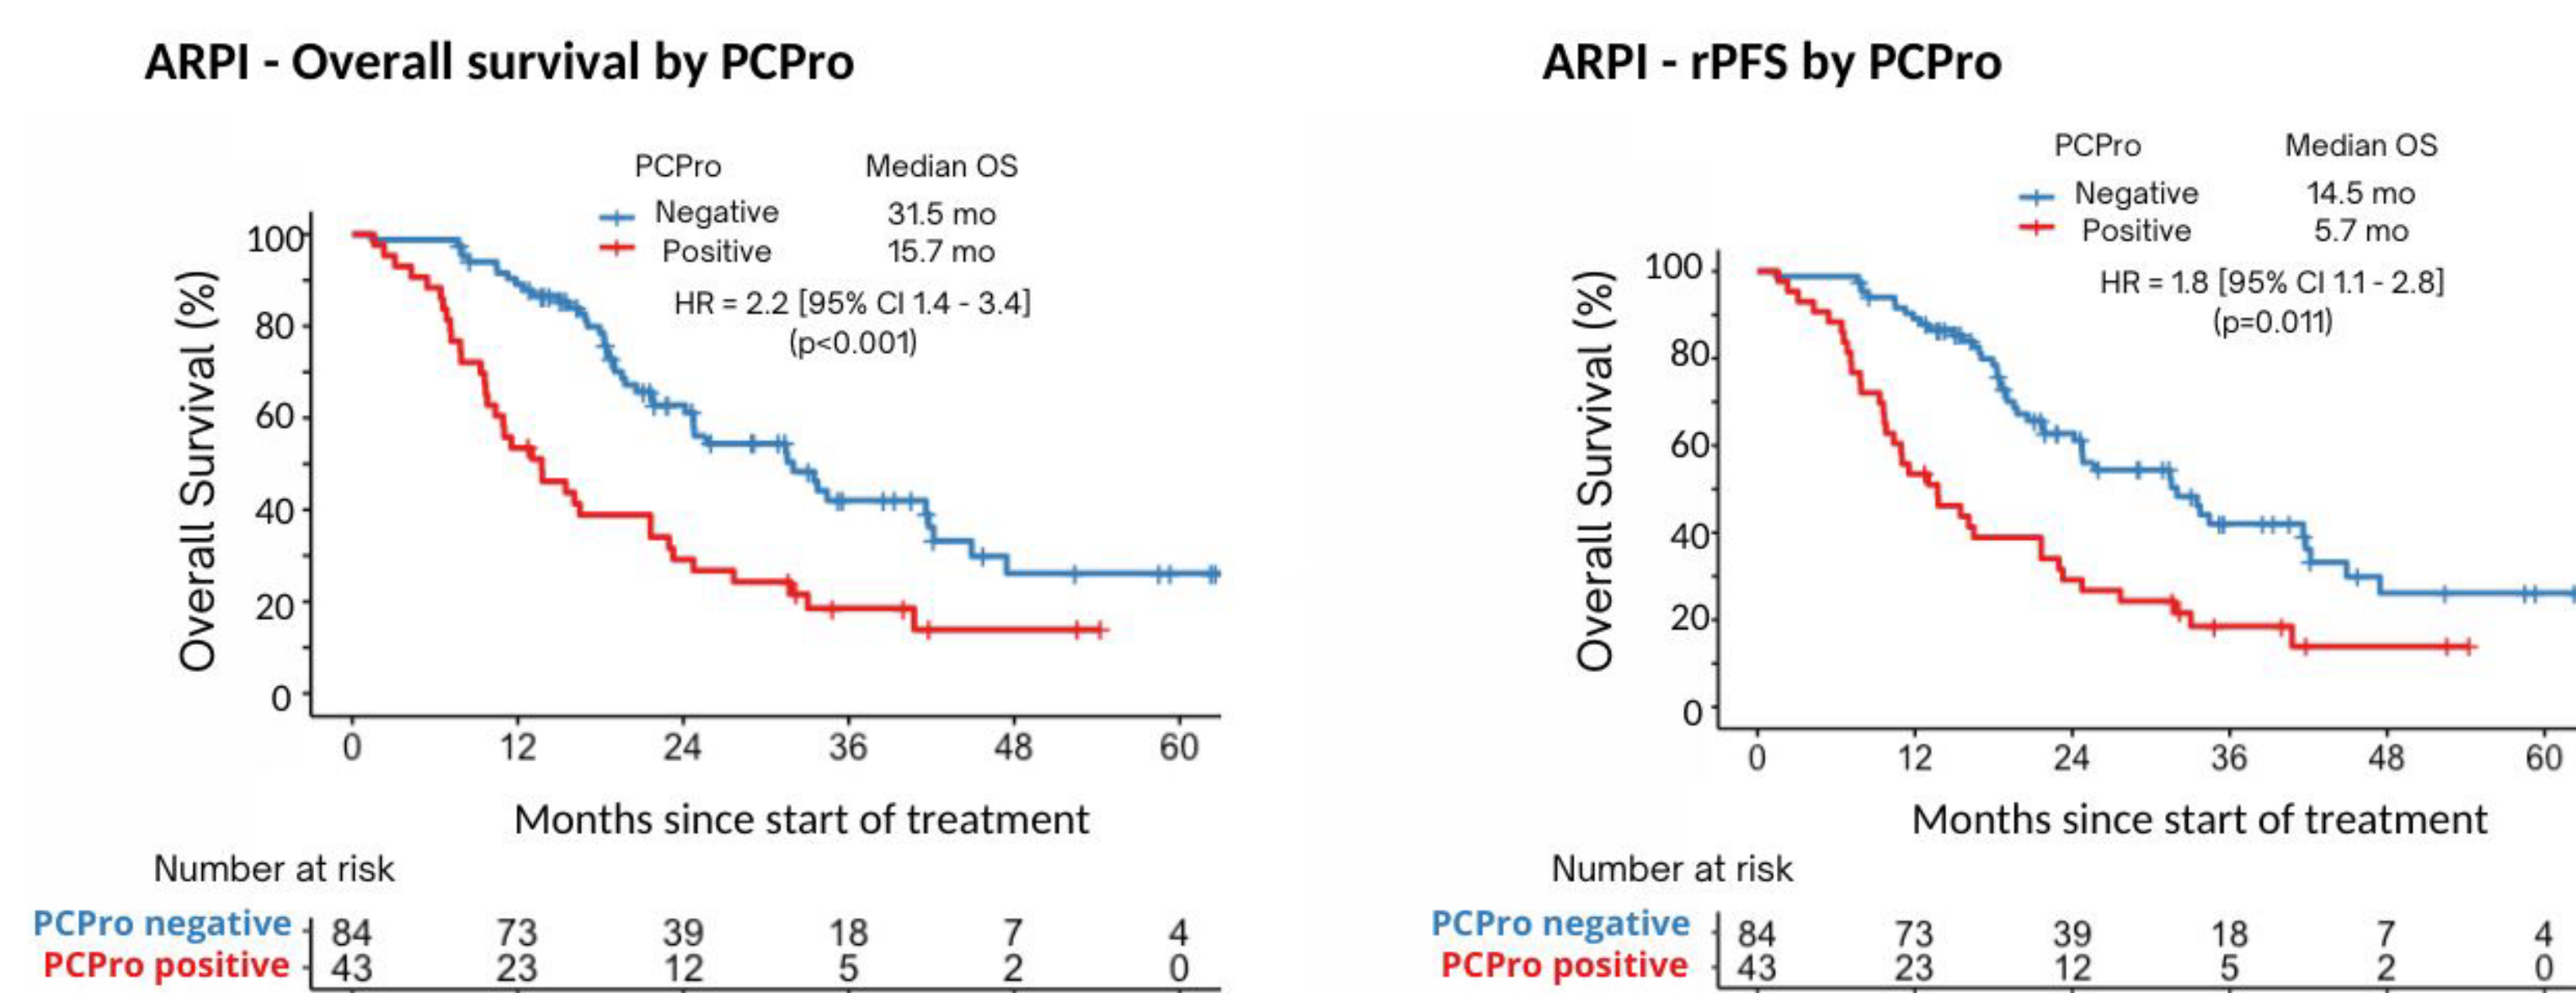 ARPI - Overall survival by PCPro
PCPro Median OS
Negative 31.5 mo
Positive 15.7 mo
HR = 2.2 [95% CI 1.4 - 3.4]
(p<0.001)
Overall Survival (%)
100
80
60
40
20
0
0 12 24 36 48 60
Months since start of treatment
Number at risk
PCPro negative 84 73 39 18 7 4
PCPro positive 43 23 12 5 2 0
ARPI - rPFS by PCPro
PCPro Median OS
Negative 14.5 mo
Positive 5.7 mo
HR = 1.8 [95% CI 1.1 - 2.8]
(p=0.011)
Overall Survival (%)
100
80
60
40
20
0
0 12 24 36 48 60
Months since start of treatment
Number at risk
PCPro negative 84 73 39 18 7 4
PCPro positive 43 23 12 5 2 0